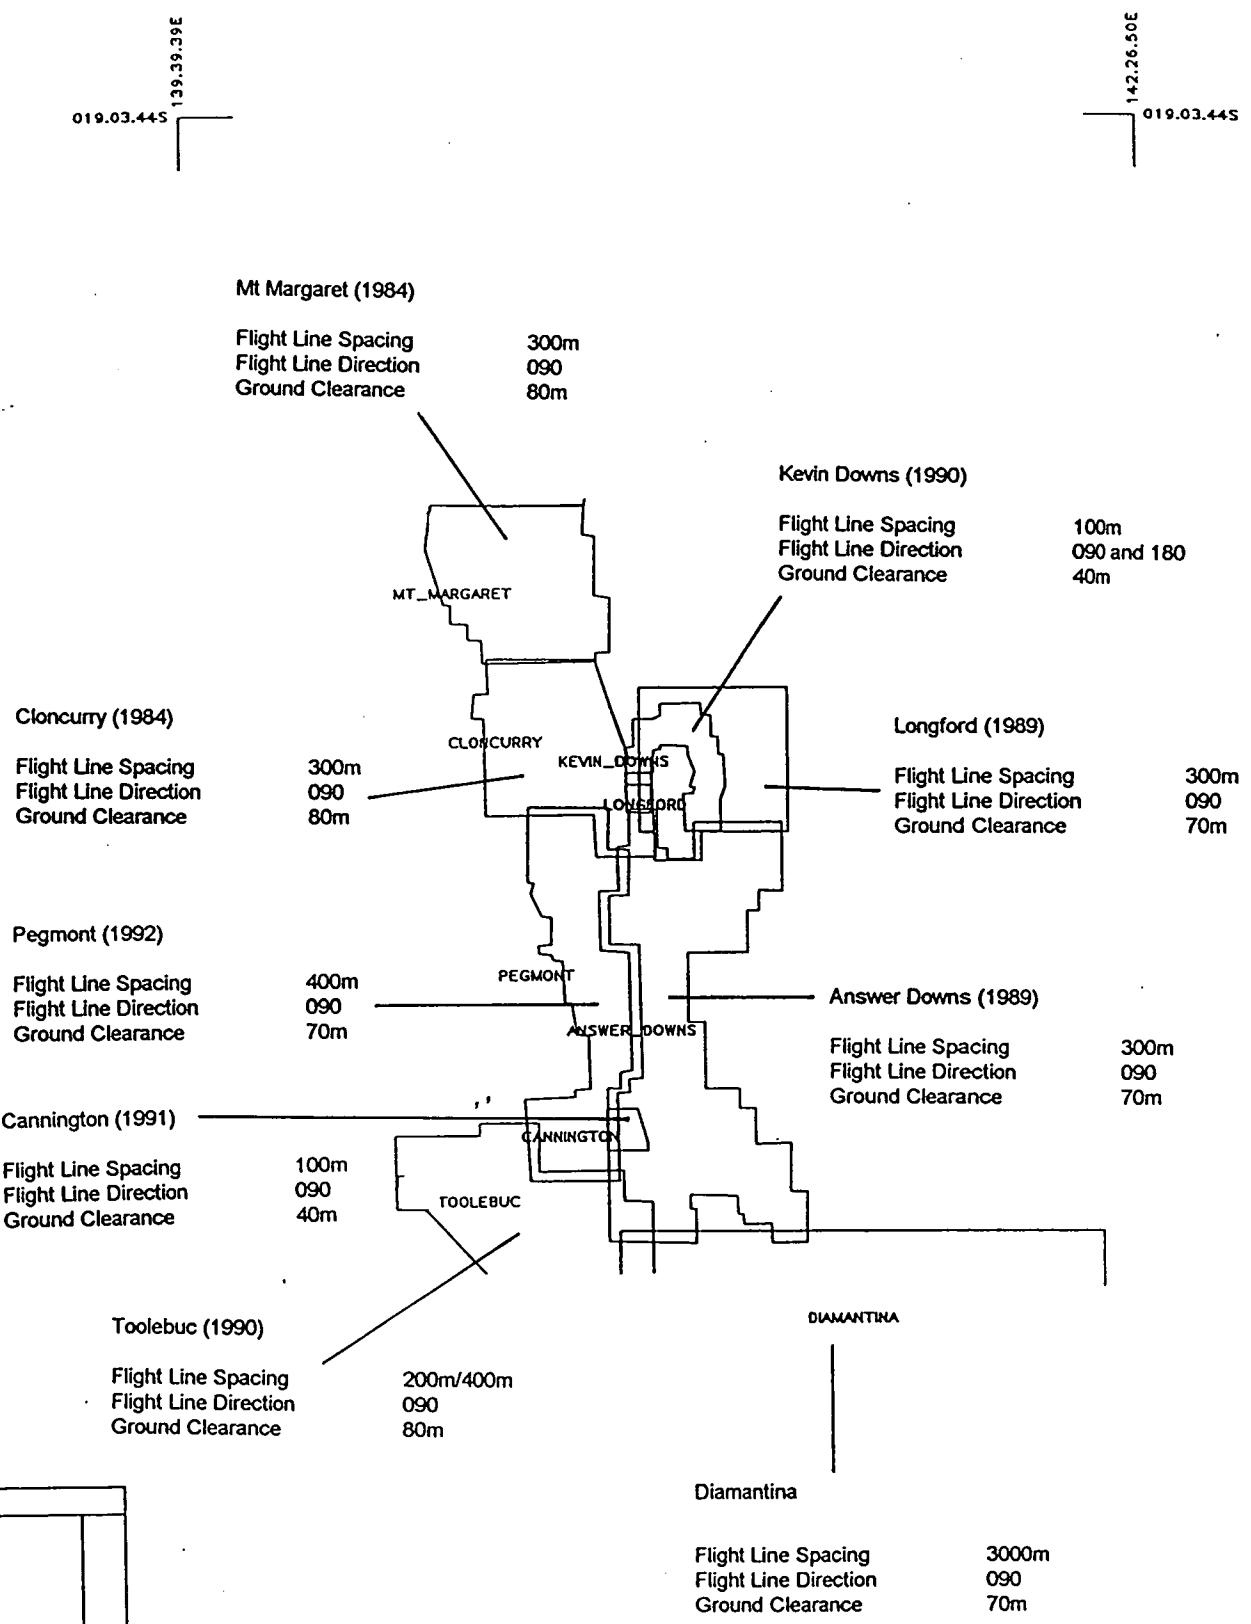 139.39.39E
142.26.50E
019.03.44S
019.03.44S
Mt Margaret (1984)
Flight Line Spacing 300m
Flight Line Direction 090
Ground Clearance 80m
Kevin Downs (1990)
Flight Line Spacing 100m
Flight Line Direction 090 and 180
Ground Clearance 40m
MT_MARGARET
Cloncurry (1984)
Flight Line Spacing 300m
Flight Line Direction 090
Ground Clearance 80m
CLONCURRY
KEVIN_DOWNS
LONGFORD
Longford (1989)
Flight Line Spacing 300m
Flight Line Direction 090
Ground Clearance 70m
Pegmont (1992)
Flight Line Spacing 400m
Flight Line Direction 090
Ground Clearance 70m
PEGMONT
ANSWER_DOWNS
Answer Downs (1989)
Flight Line Spacing 300m
Flight Line Direction 090
Ground Clearance 70m
Cannington (1991)
Flight Line Spacing 100m
Flight Line Direction 090
Ground Clearance 40m
CANNINGTON
TOOLEBUC
Toolebuc (1990)
Flight Line Spacing 200m/400m
Flight Line Direction 090
Ground Clearance 80m
DIAMANTINA
Diamantina
Flight Line Spacing 3000m
Flight Line Direction 090
Ground Clearance 70m